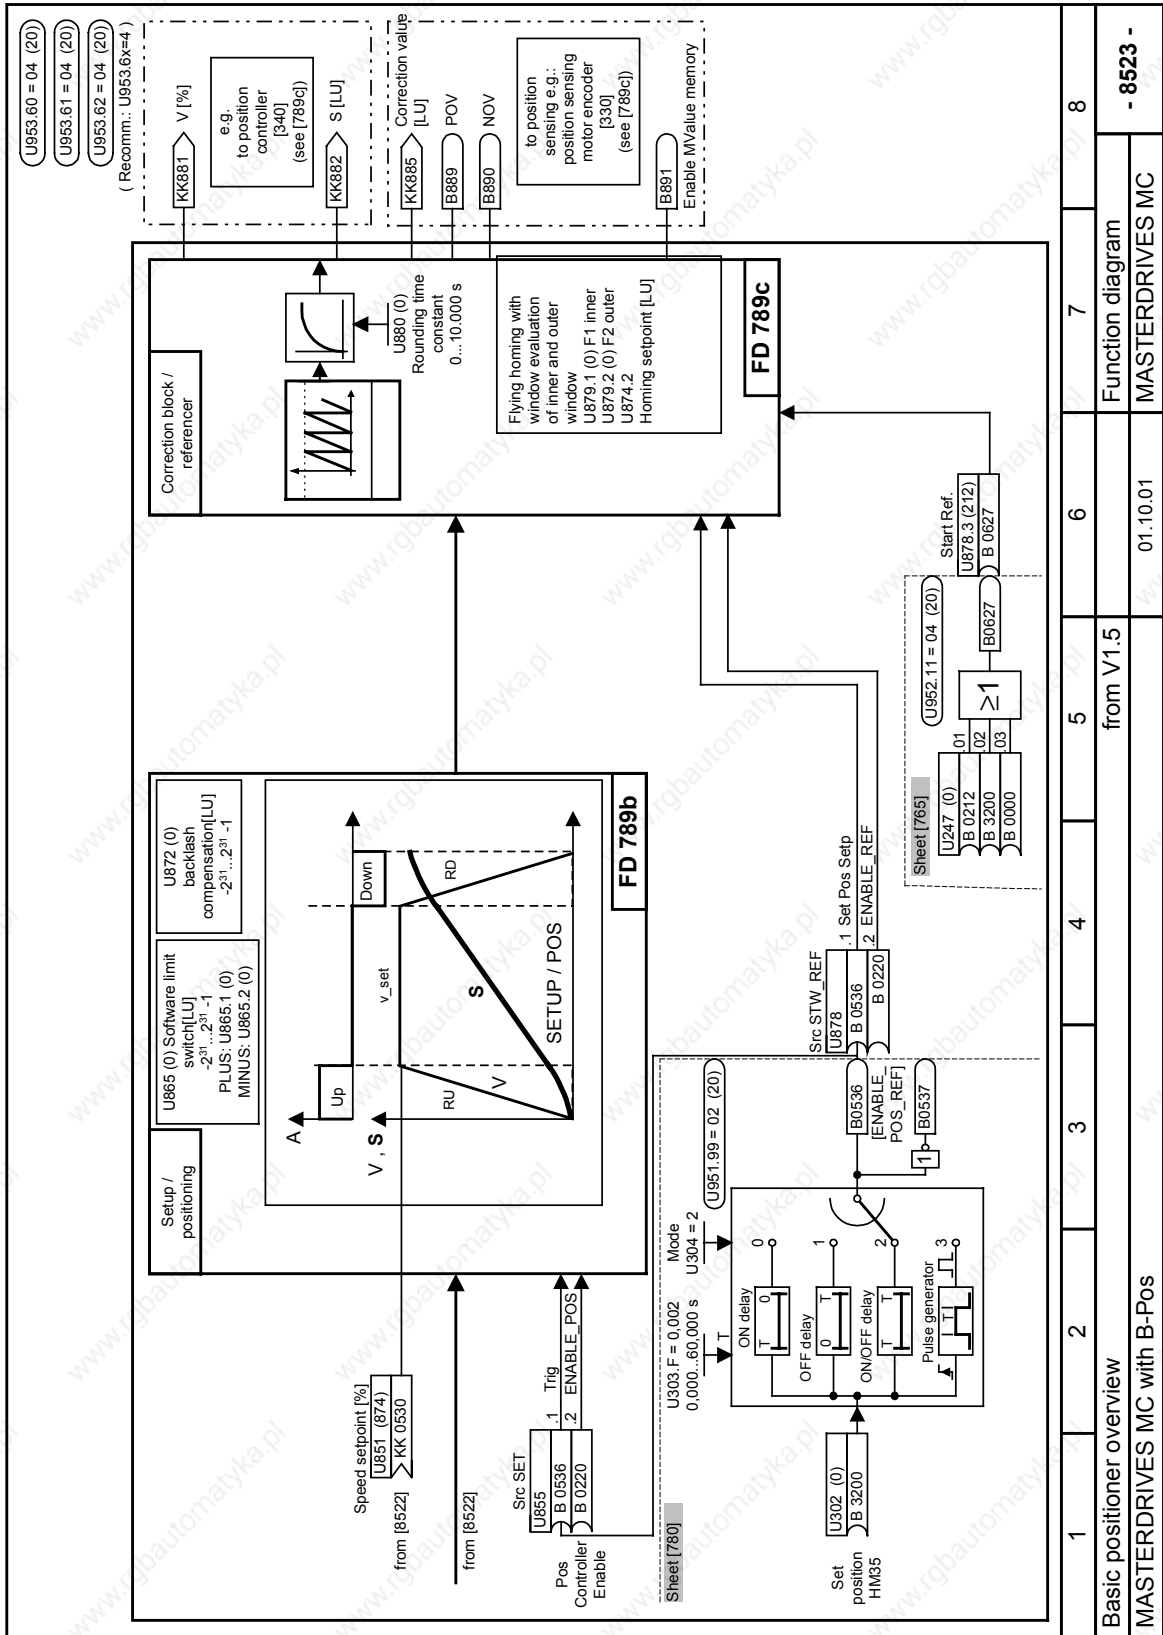 U953.60 = 04 (20)
U953.61 = 04 (20)
U953.62 = 04 (20)
( Recomm.: U953.6x=4 )
KK881
V [%]
e.g.
to position
controller
[340]
(see [789c])
KK882
S [LU]
KK885
Correction value
[LU]
B889
POV
B890
NOV
to position
sensing e.g.:
position sensing
motor encoder
[330]
(see [789c])
B891
Enable MValue memory
Correction block /
referencer
U880 (0)
Rounding time
constant
0...10.000 s
Flying homing with
window evaluation
of inner and outer
window
U879.1 (0) F1 inner
U879.2 (0) F2 outer
U874.2
Homing setpoint [LU]
FD 789c
Setup /
positioning
U865 (0) Software limit
switch[LU]
-2³¹...2³¹ -1
PLUS: U865.1 (0)
MINUS: U865.2 (0)
U872 (0)
backlash
compensation[LU]
-2³¹...2³¹ -1
A
Up
Down
V , S
v_set
RU
V
S
RD
SETUP / POS
FD 789b
Speed setpoint [%]
U851 (874)
KK 0530
from [8522]
from [8522]
Src SET
U855
B 0536
B 0220
.1 Trig
.2 ENABLE_POS
Pos
Controller
Enable
Sheet [780]
U303.F = 0,002
0,000...60,000 s
T
Mode
U304 = 2
U951.99 = 02 (20)
ON delay
T 0
0
OFF delay
0 T
1
ON/OFF delay
T T
2
Pulse generator
T
3
Set
position
HM35
U302 (0)
B 3200
1
B0536
[ENABLE_
POS_REF]
B0537
Src STW_REF
U878
B 0536
B 0220
.1 Set Pos Setp
.2 ENABLE_REF
Sheet [765]
U247 (0)
B 0212
B 3200
B 0000
.01
.02
.03
≥1
U952.11 = 04 (20)
B0627
Start Ref.
U878.3 (212)
B 0627
1 2 3 4 5 6 7 8
Basic positioner overview
from V1.5
Function diagram
- 8523 -
MASTERDRIVES MC with B-Pos
01.10.01
MASTERDRIVES MC
www.rgbautomatyka.pl